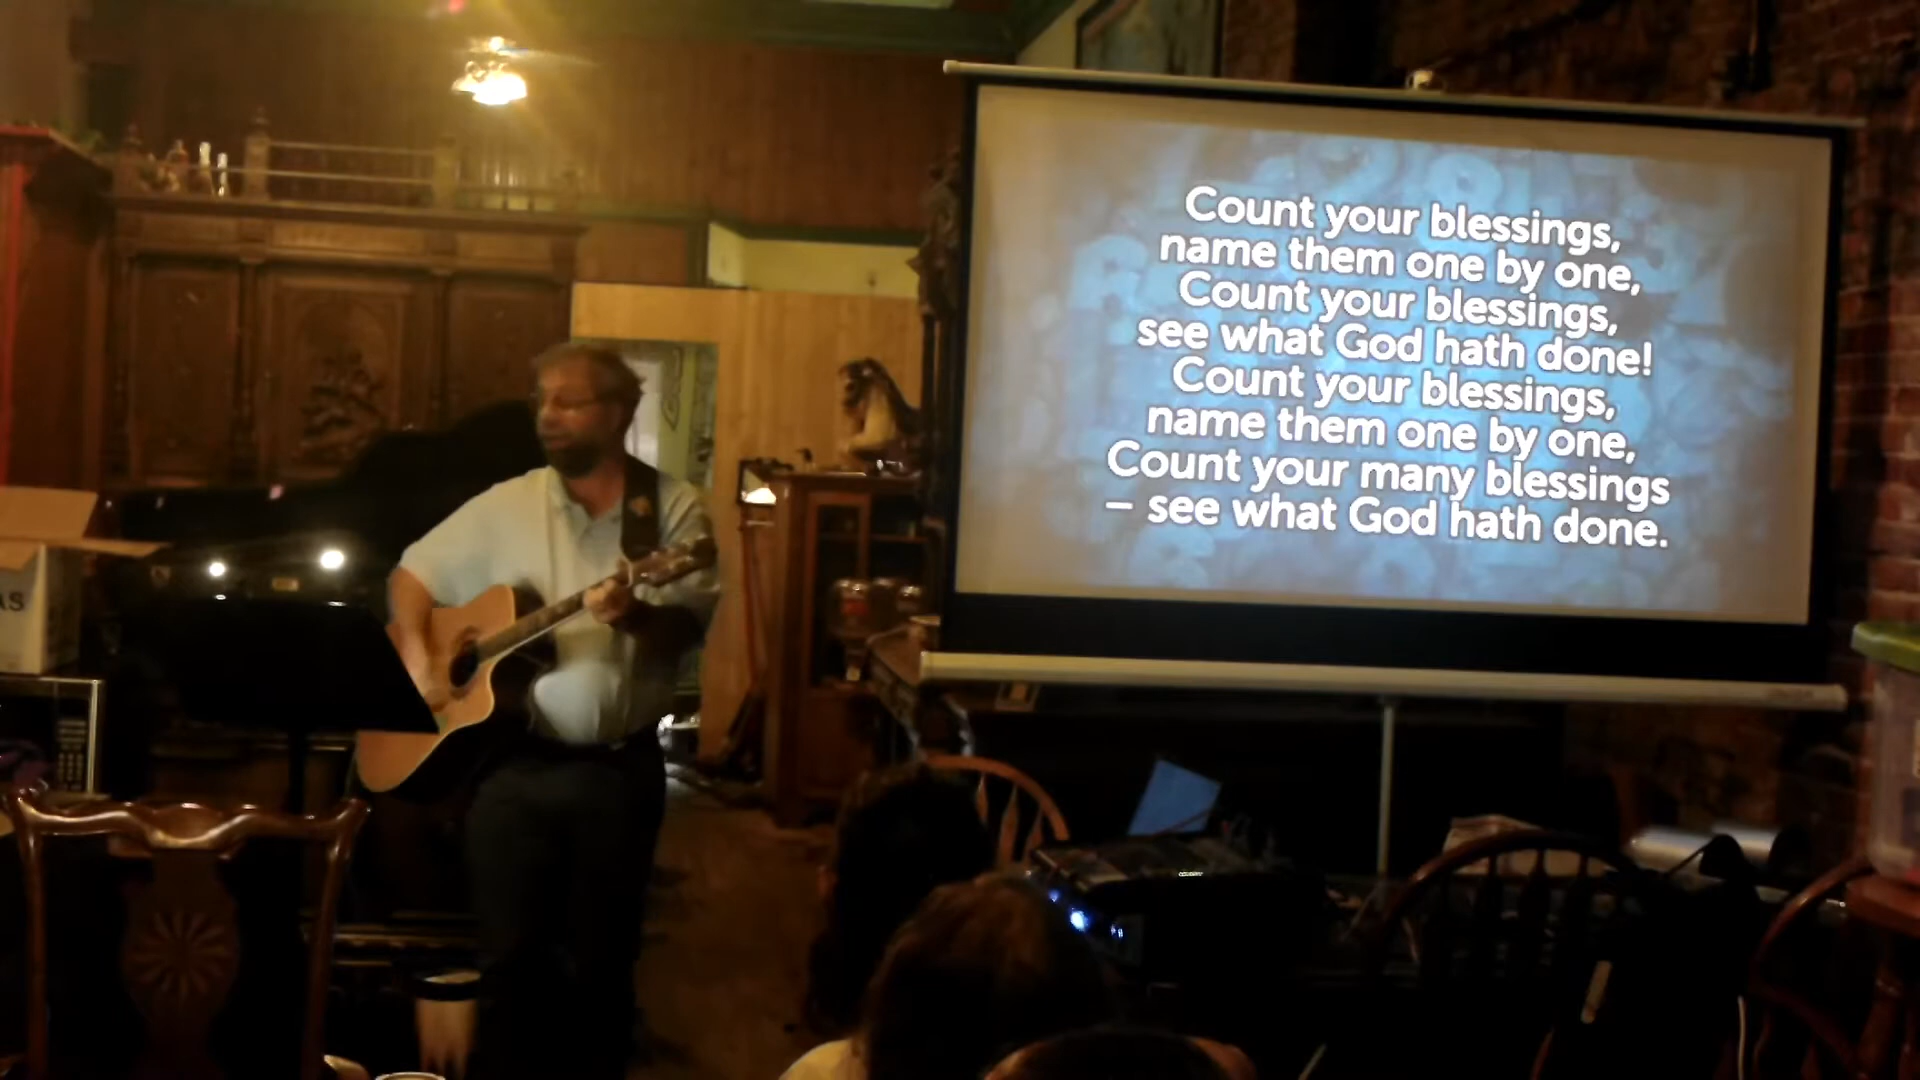 Count your blessings,
name them one by one,
Count your blessings,
see what God hath done!
Count your blessings,
name them one by one,
Count your many blessings
– see what God hath done.
AS